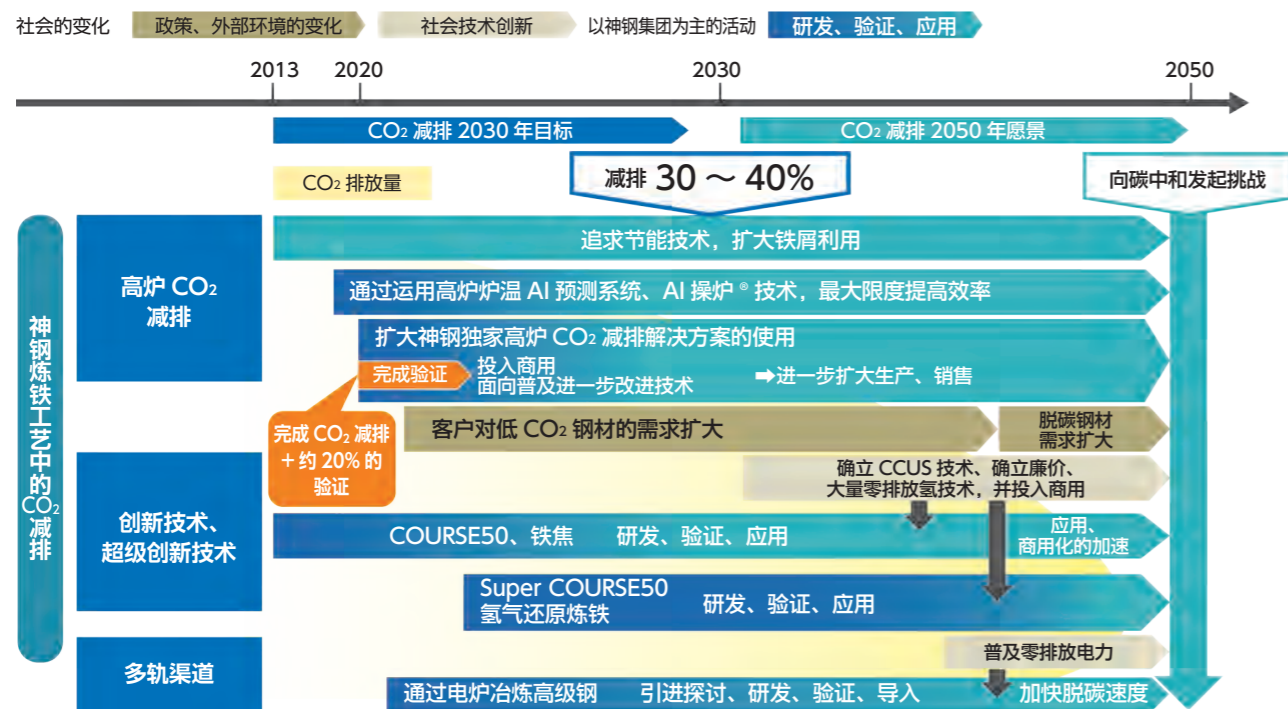 社会的变化 政策、外部环境的变化 社会技术创新 以神钢集团为主的活动 研发、验证、应用
2013 2020 2030 2050
CO₂ 减排 2030 年目标 CO₂ 减排 2050 年愿景
CO₂ 排放量
减排 30 ～ 40%
向碳中和发起挑战
神钢炼铁工艺中的CO₂减排
高炉 CO₂
减排
追求节能技术，扩大铁屑利用
通过运用高炉炉温 AI 预测系统、AI 操炉 ® 技术，最大限度提高效率
扩大神钢独家高炉 CO₂ 减排解决方案的使用
完成验证
投入商用
面向普及进一步改进技术
➡进一步扩大生产、销售
完成 CO₂ 减排
＋约 20% 的
验证
客户对低 CO₂ 钢材的需求扩大
脱碳钢材
需求扩大
确立 CCUS 技术、确立廉价、
大量零排放氢技术，并投入商用
创新技术、
超级创新技术
COURSE50、铁焦 研发、验证、应用
应用、
商用化的加速
Super COURSE50
氢气还原炼铁
研发、验证、应用
普及零排放电力
多轨渠道
通过电炉冶炼高级钢 引进探讨、研发、验证、导入 加快脱碳速度